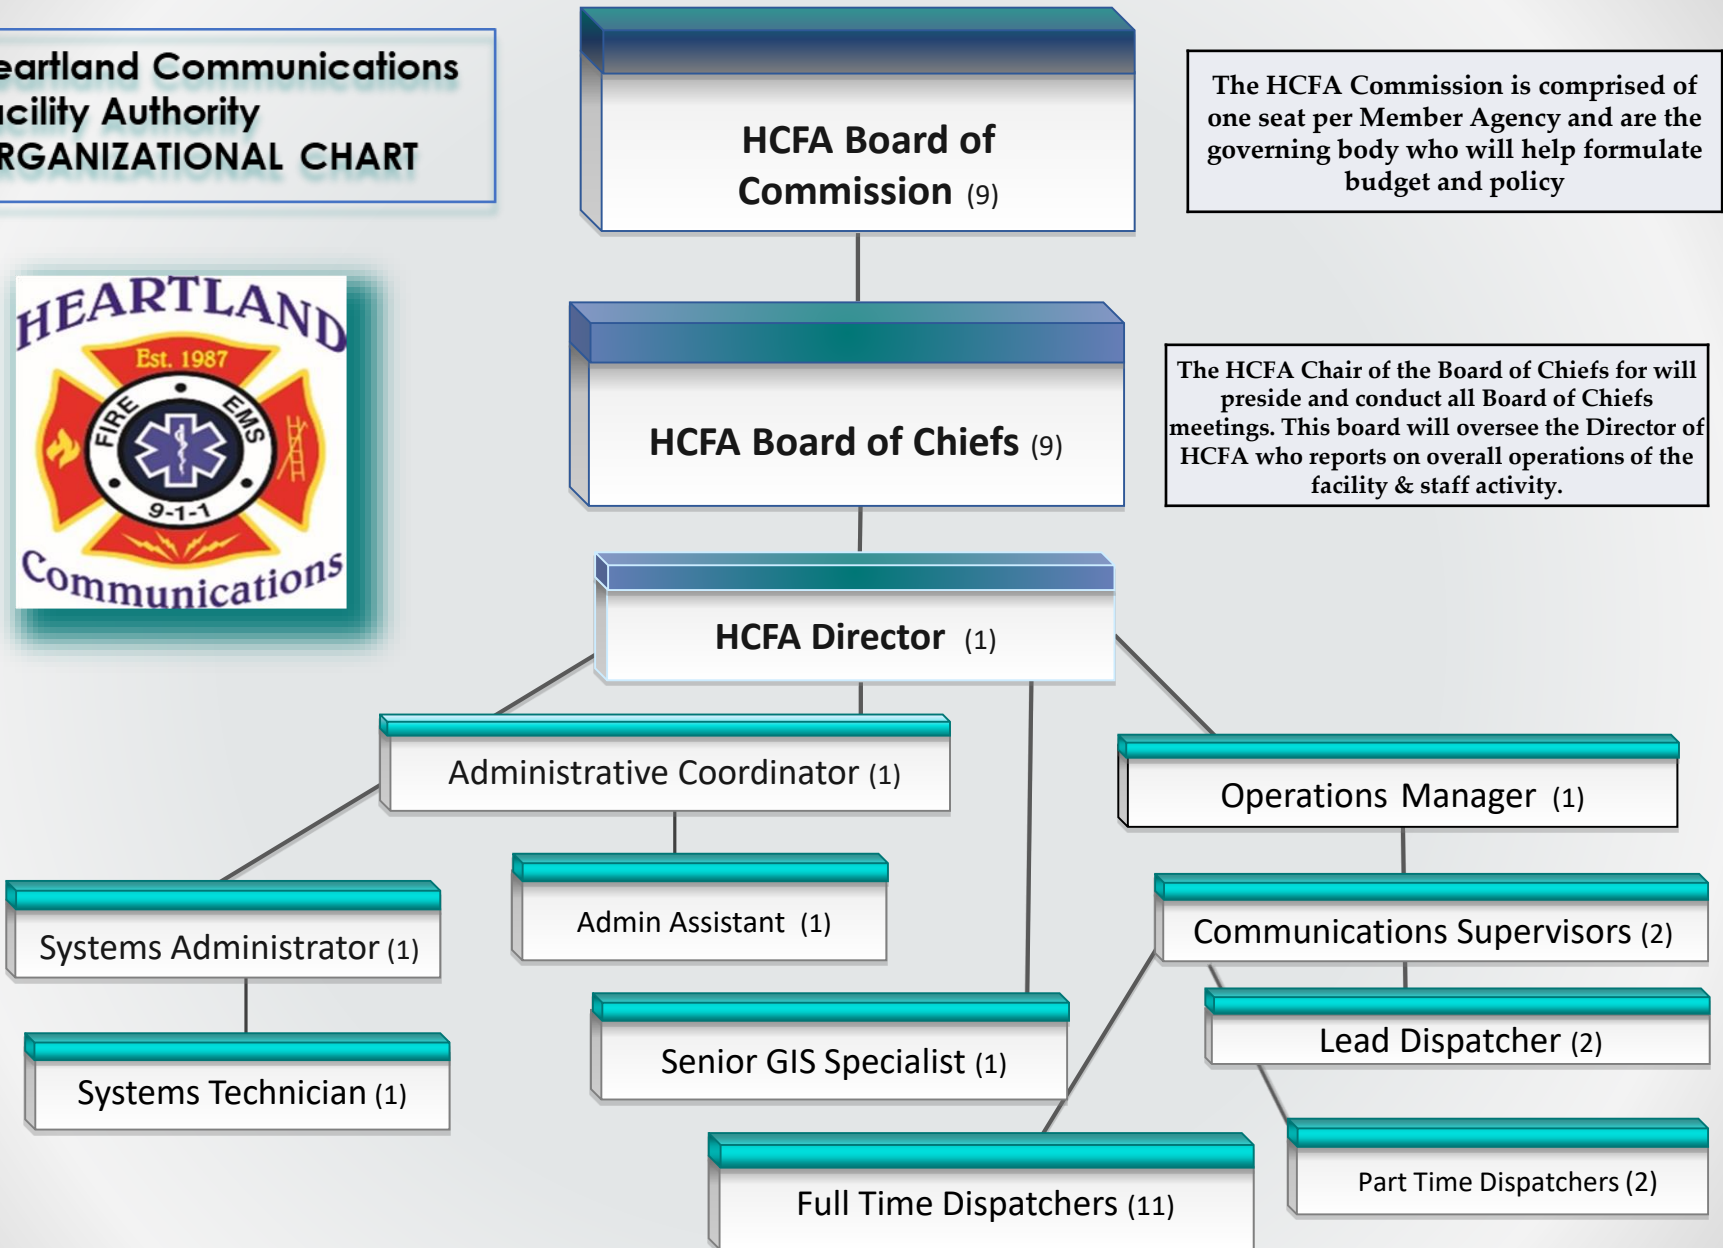 eartland Communications
acility Authority
RGANIZATIONAL CHART
HCFA Board of
Commission (9)
The HCFA Commission is comprised of
one seat per Member Agency and are the
governing body who will help formulate
budget and policy
HEARTLAND
Est. 1987
FIRE
EMS
9-1-1
Communications
HCFA Board of Chiefs (9)
The HCFA Chair of the Board of Chiefs for will
preside and conduct all Board of Chiefs
meetings. This board will oversee the Director of
HCFA who reports on overall operations of the
facility & staff activity.
HCFA Director (1)
Administrative Coordinator (1)
Operations Manager (1)
Admin Assistant (1)
Systems Administrator (1)
Communications Supervisors (2)
Senior GIS Specialist (1)
Lead Dispatcher (2)
Systems Technician (1)
Full Time Dispatchers (11)
Part Time Dispatchers (2)